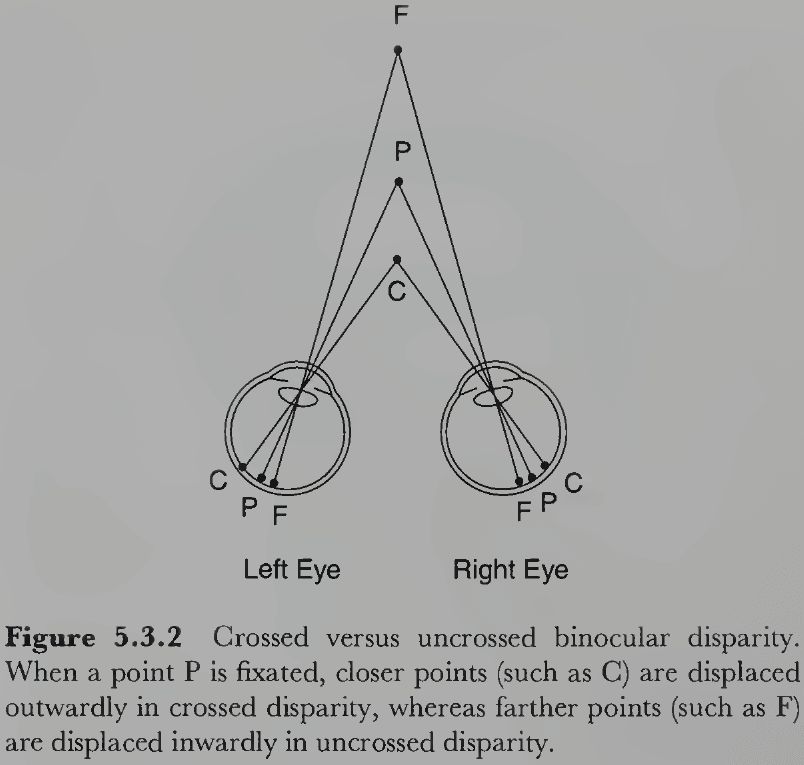 F
P
C
C
P
F
F
P
C
Left Eye
Right Eye
Figure 5.3.2 Crossed versus uncrossed binocular disparity.
When a point P is fixated, closer points (such as C) are displaced
outwardly in crossed disparity, whereas farther points (such as F)
are displaced inwardly in uncrossed disparity.